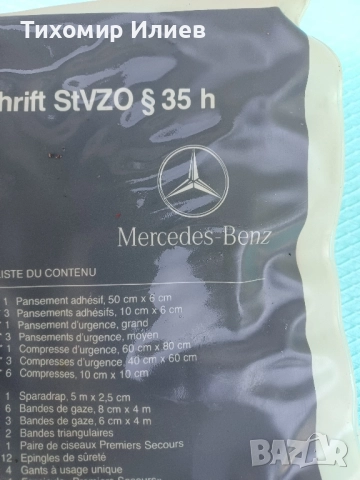 Тихомир Илиев
hrift StVZO § 35 h
Mercedes-Benz
LISTE DU CONTENU
1 Pansement adhésif, 50 cm x 6 cm
3 Pansements adhésifs, 10 cm x 6 cm
1 Pansement d'urgence, grand
3 Pansements d'urgence, moyen
1 Compresse d'urgence, 60 cm x 80 cm
3 Compresses d'urgence, 40 cm x 60 cm
6 Compresses, 10 cm x 10 cm
1 Sparadrap, 5 m x 2,5 cm
6 Bandes de gaze, 8 cm x 4 m
3 Bandes de gaze, 6 cm x 4 m
2 Bandes triangulaires
1 Paire de ciseaux Premiers Secours
12 Epingles de sûreté
4 Gants à usage unique
bazar